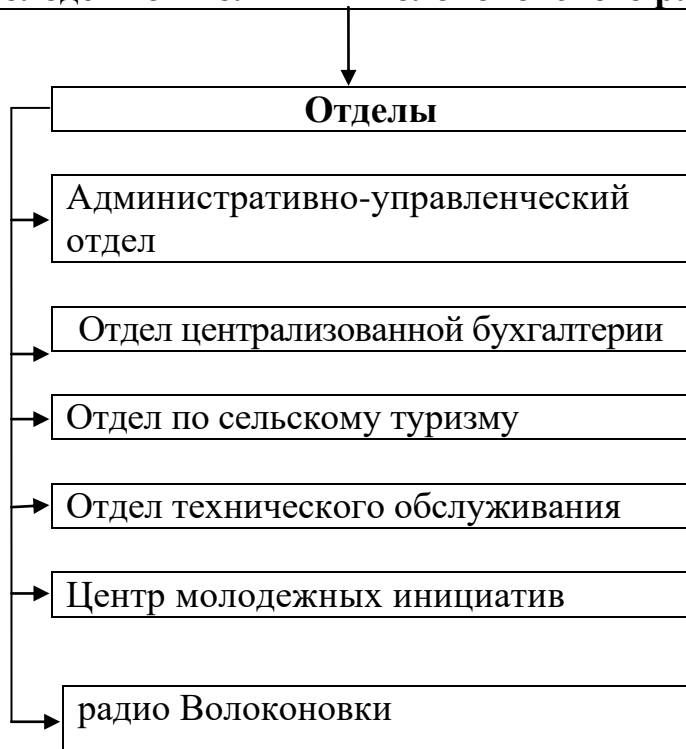 Отделы
Административно-управленческий
отдел
Отдел централизованной бухгалтерии
Отдел по сельскому туризму
Отдел технического обслуживания
Центр молодежных инициатив
радио Волоконовки